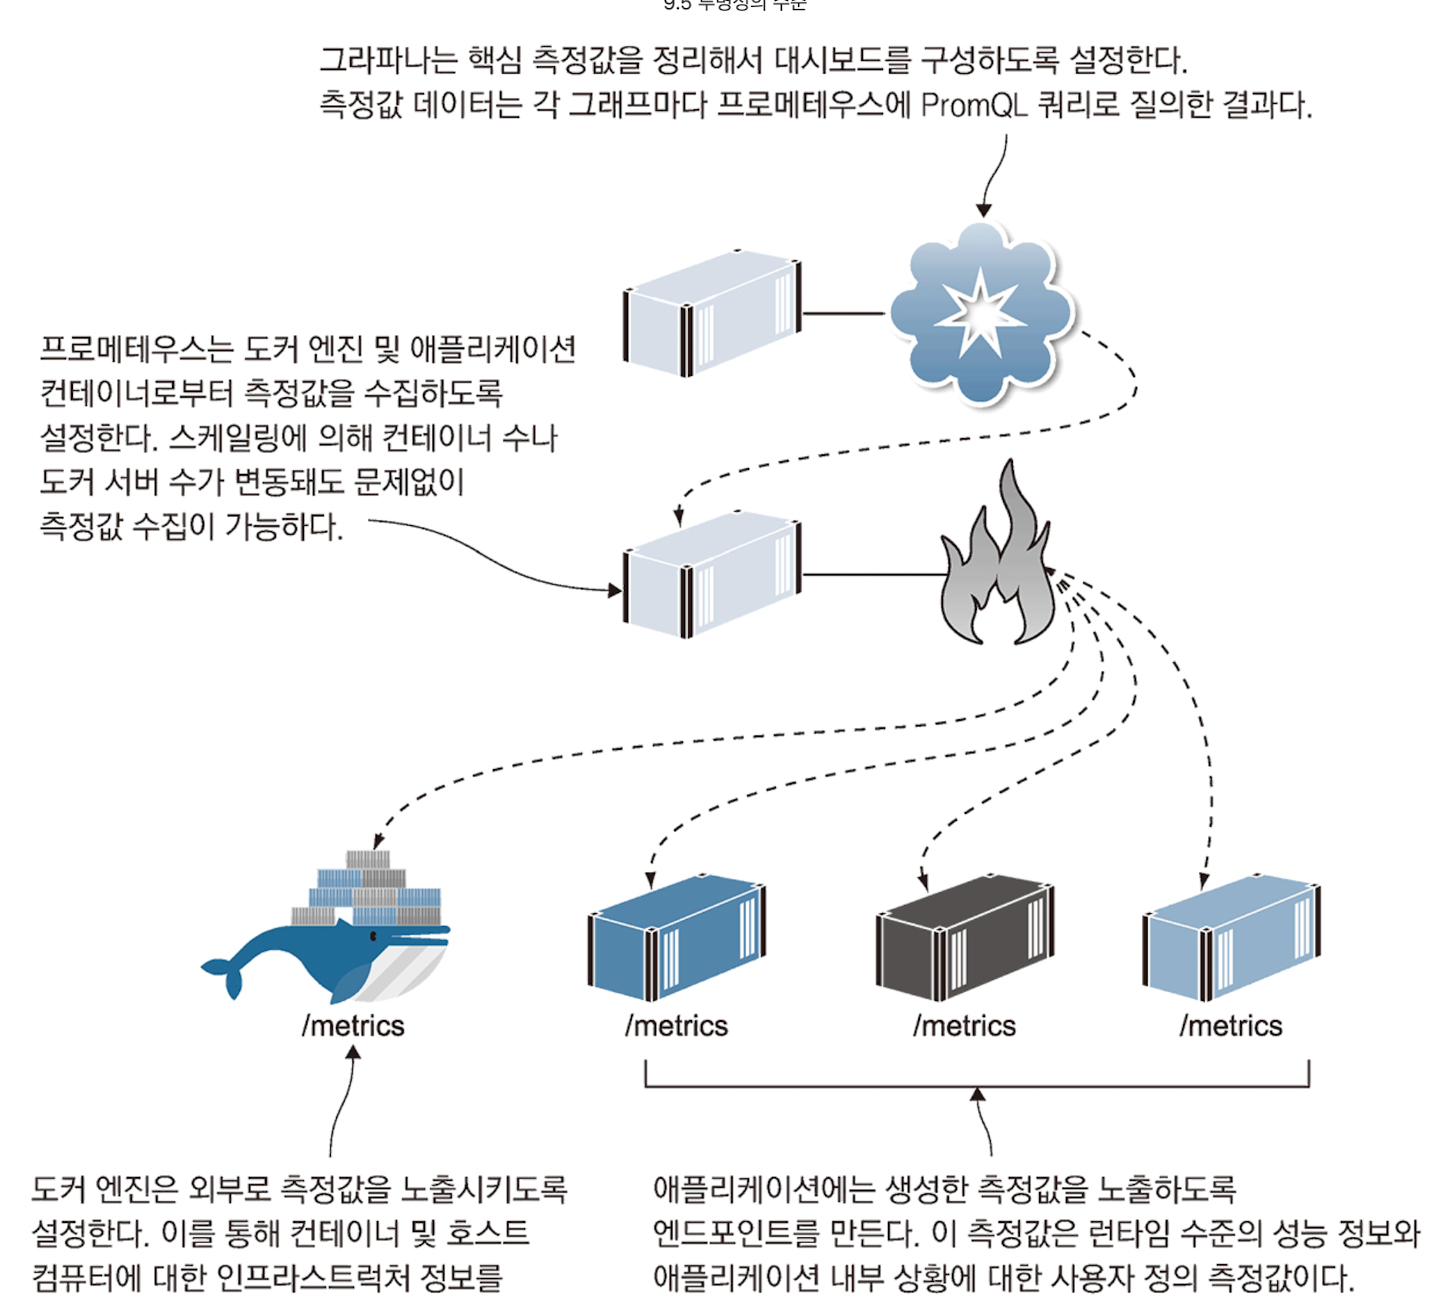 9.5 투명성의 수준
그라파나는 핵심 측정값을 정리해서 대시보드를 구성하도록 설정한다.
측정값 데이터는 각 그래프마다 프로메테우스에 PromQL 쿼리로 질의한 결과다.
프로메테우스는 도커 엔진 및 애플리케이션
컨테이너로부터 측정값을 수집하도록
설정한다. 스케일링에 의해 컨테이너 수나
도커 서버 수가 변동돼도 문제없이
측정값 수집이 가능하다.
/metrics
/metrics
/metrics
/metrics
도커 엔진은 외부로 측정값을 노출시키도록
설정한다. 이를 통해 컨테이너 및 호스트
컴퓨터에 대한 인프라스트럭처 정보를
애플리케이션에는 생성한 측정값을 노출하도록
엔드포인트를 만든다. 이 측정값은 런타임 수준의 성능 정보와
애플리케이션 내부 상황에 대한 사용자 정의 측정값이다.